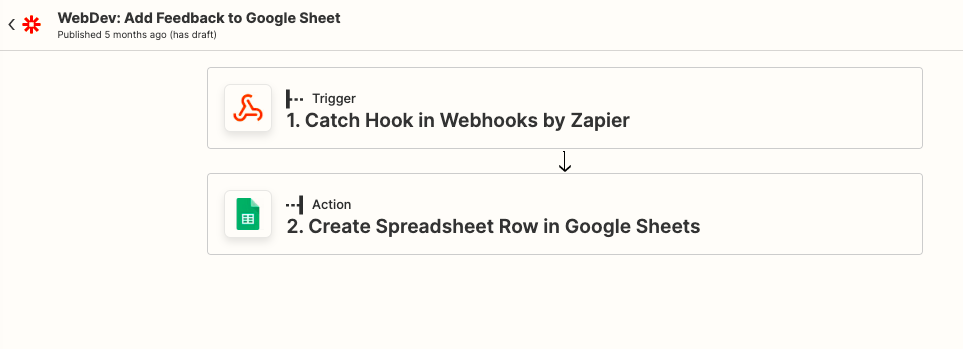 WebDev: Add Feedback to Google Sheet
Published 5 months ago (has draft)
Trigger
1. Catch Hook in Webhooks by Zapier
Action
2. Create Spreadsheet Row in Google Sheets